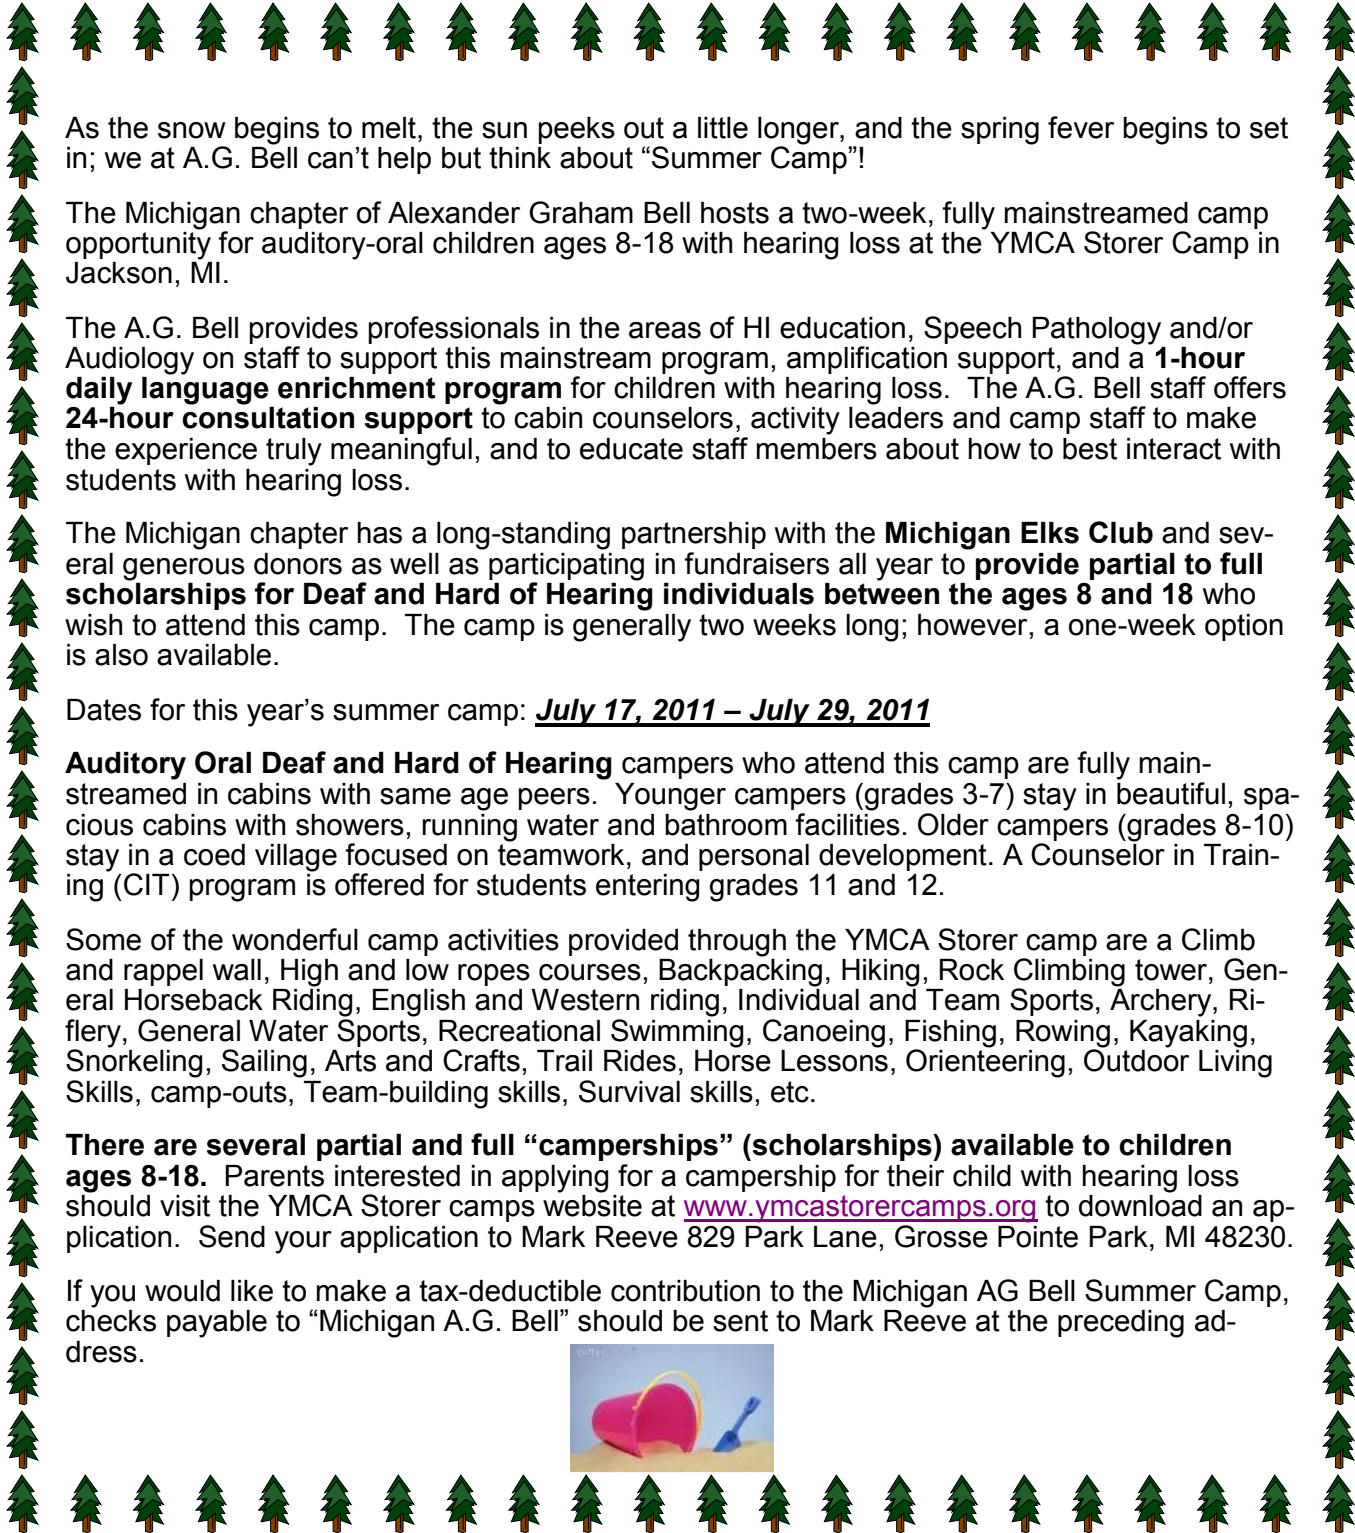 As the snow begins to melt, the sun peeks out a little longer, and the spring fever begins to set
in; we at A.G. Bell can’t help but think about “Summer Camp”!
The Michigan chapter of Alexander Graham Bell hosts a two-week, fully mainstreamed camp
opportunity for auditory-oral children ages 8-18 with hearing loss at the YMCA Storer Camp in
Jackson, MI.
The A.G. Bell provides professionals in the areas of HI education, Speech Pathology and/or
Audiology on staff to support this mainstream program, amplification support, and a 1-hour
daily language enrichment program for children with hearing loss.  The A.G. Bell staff offers
24-hour consultation support to cabin counselors, activity leaders and camp staff to make
the experience truly meaningful, and to educate staff members about how to best interact with
students with hearing loss.
The Michigan chapter has a long-standing partnership with the Michigan Elks Club and sev-
eral generous donors as well as participating in fundraisers all year to provide partial to full
scholarships for Deaf and Hard of Hearing individuals between the ages 8 and 18 who
wish to attend this camp.  The camp is generally two weeks long; however, a one-week option
is also available.
Dates for this year’s summer camp: July 17, 2011 – July 29, 2011
Auditory Oral Deaf and Hard of Hearing campers who attend this camp are fully main-
streamed in cabins with same age peers.  Younger campers (grades 3-7) stay in beautiful, spa-
cious cabins with showers, running water and bathroom facilities. Older campers (grades 8-10)
stay in a coed village focused on teamwork, and personal development. A Counselor in Train-
ing (CIT) program is offered for students entering grades 11 and 12.
Some of the wonderful camp activities provided through the YMCA Storer camp are a Climb
and rappel wall, High and low ropes courses, Backpacking, Hiking, Rock Climbing tower, Gen-
eral Horseback Riding, English and Western riding, Individual and Team Sports, Archery, Ri-
flery, General Water Sports, Recreational Swimming, Canoeing, Fishing, Rowing, Kayaking,
Snorkeling, Sailing, Arts and Crafts, Trail Rides, Horse Lessons, Orienteering, Outdoor Living
Skills, camp-outs, Team-building skills, Survival skills, etc.
There are several partial and full “camperships” (scholarships) available to children
ages 8-18.  Parents interested in applying for a campership for their child with hearing loss
should visit the YMCA Storer camps website at www.ymcastorercamps.org to download an ap-
plication.  Send your application to Mark Reeve 829 Park Lane, Grosse Pointe Park, MI 48230.
If you would like to make a tax-deductible contribution to the Michigan AG Bell Summer Camp,
checks payable to “Michigan A.G. Bell” should be sent to Mark Reeve at the preceding ad-
dress.